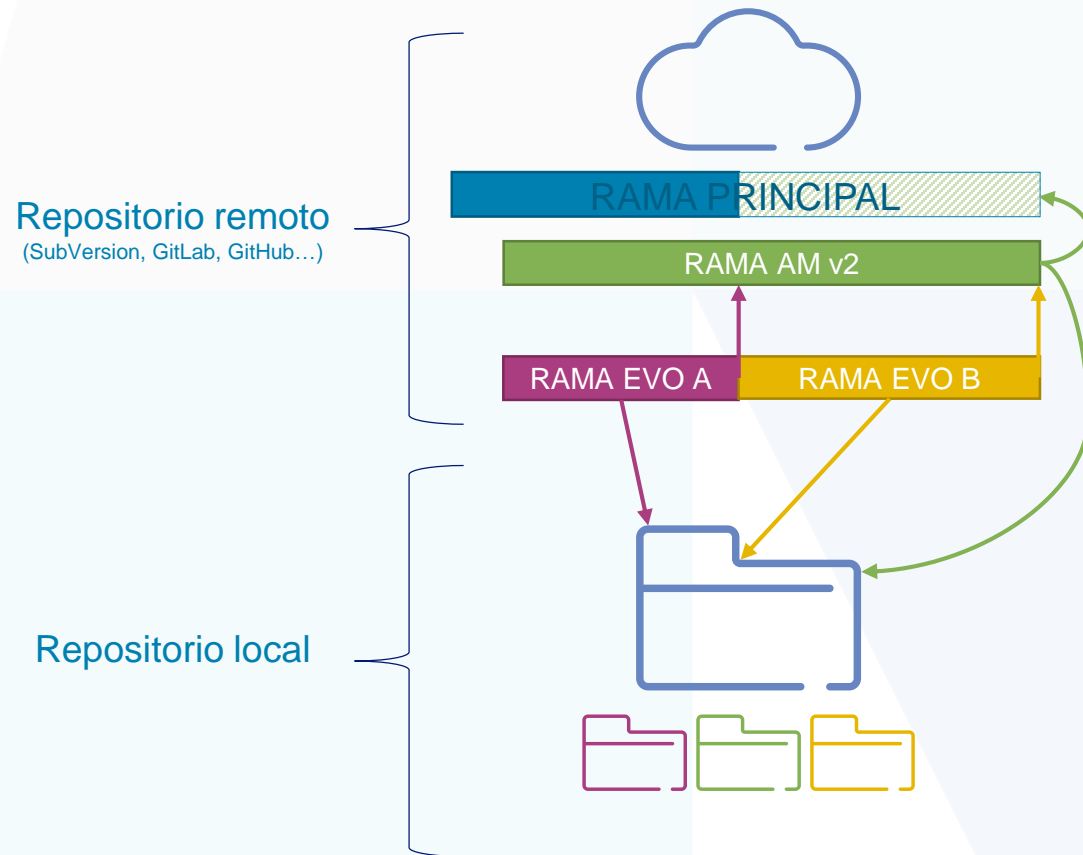 RAMA PRINCIPAL
Repositorio remoto
(SubVersion, GitLab, GitHub…)
RAMA AM v2
RAMA EVO A
RAMA EVO B
Repositorio local